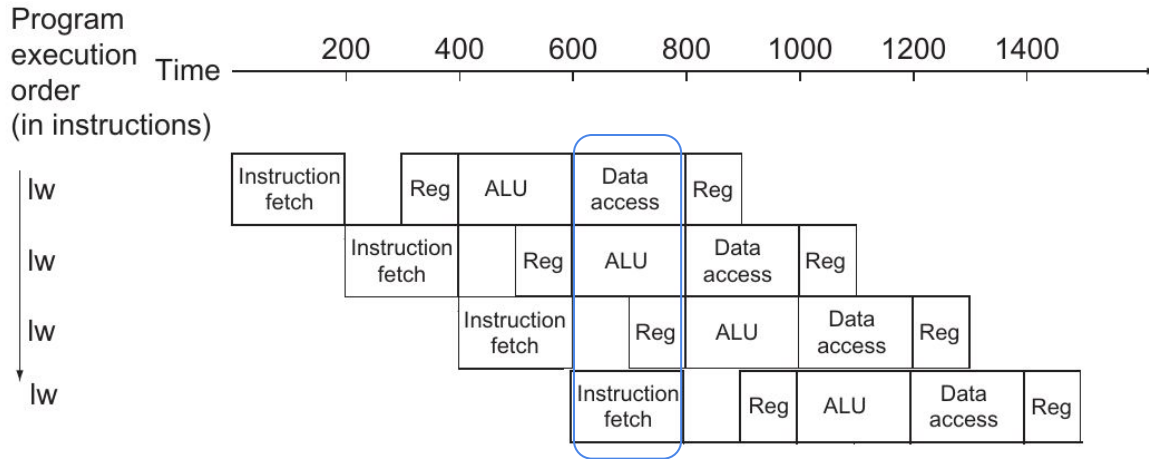 Program
execution
order
(in instructions)
Time
200 400 600 800 1000 1200 1400
lw
Instruction
fetch
Reg
ALU
Data
access
Reg
lw
Instruction
fetch
Reg
ALU
Data
access
Reg
lw
Instruction
fetch
Reg
ALU
Data
access
Reg
lw
Instruction
fetch
Reg
ALU
Data
access
Reg